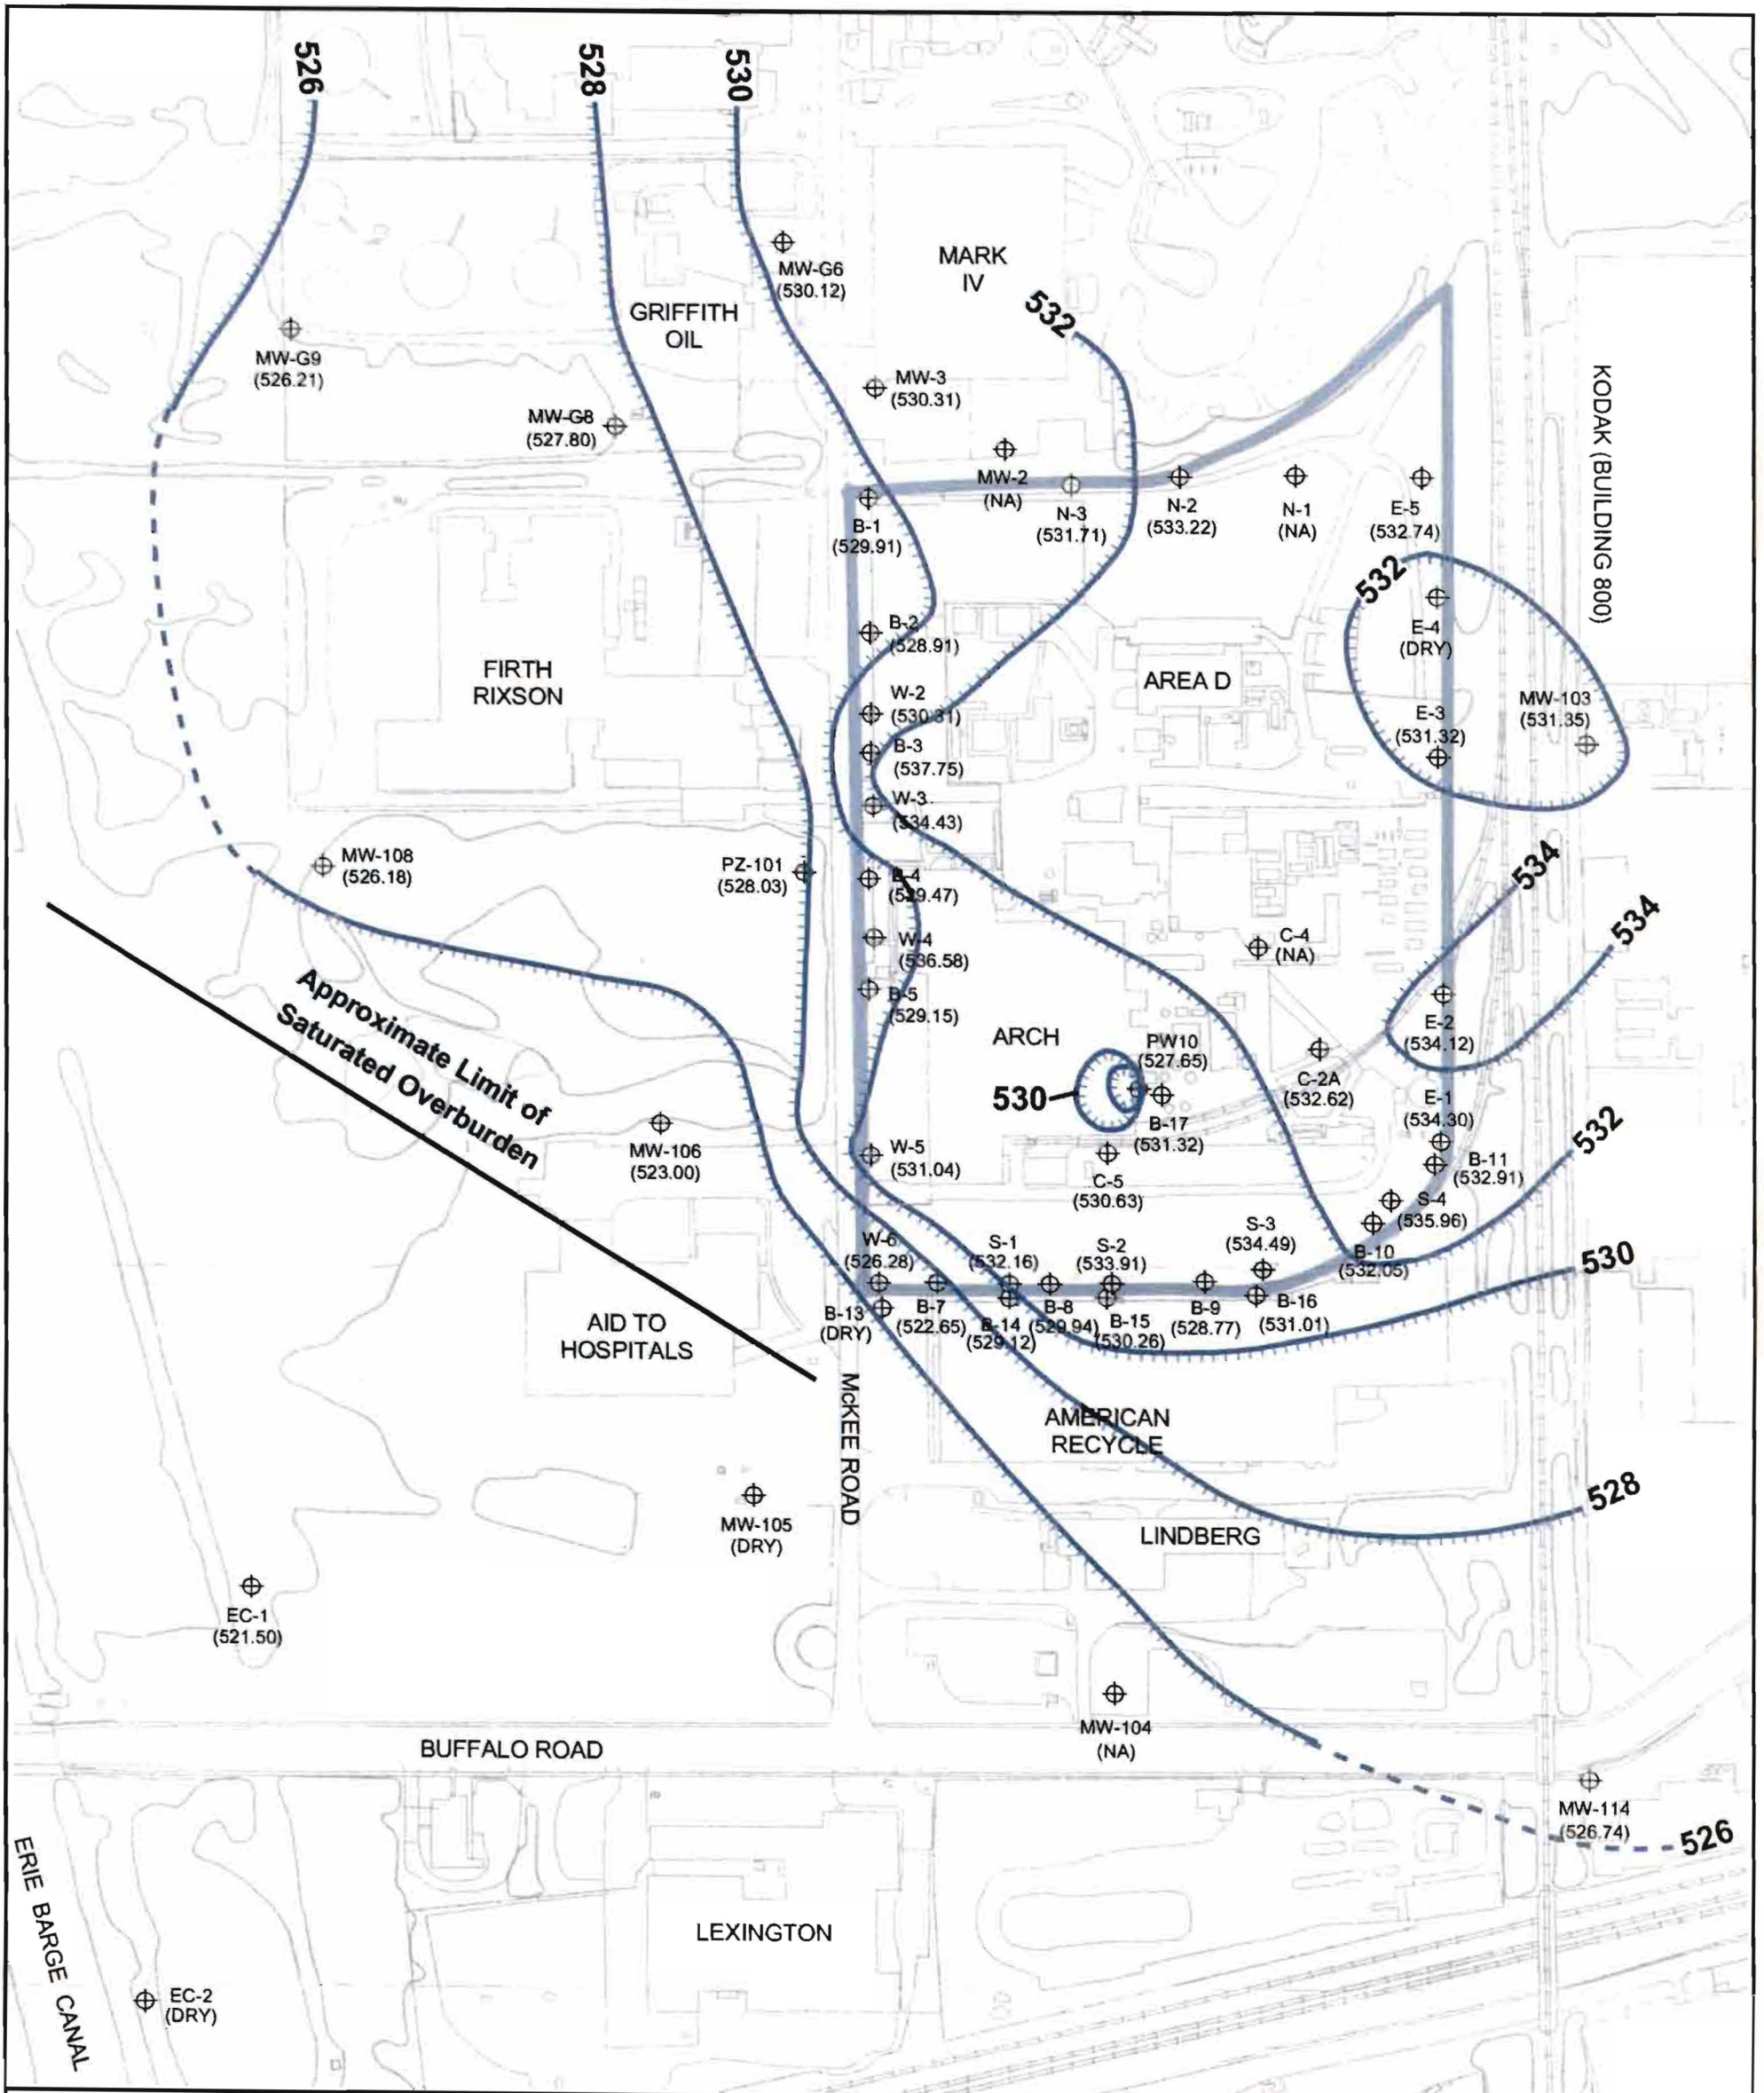 526
528
530
MW-G6
(530.12)
MARK
IV
GRIFFITH
OIL
532
MW-G9
(526.21)
MW-3
(530.31)
MW-G8
(527.80)
KODAK (BUILDING 800)
MW-2
(NA)
N-3
(531.71)
N-2
(533.22)
N-1
(NA)
E-5
(532.74)
B-1
(529.91)
532
E-4
(DRY)
B-2
(528.91)
FIRTH
RIXSON
AREA D
W-2
(530.31)
MW-103
(531.35)
E-3
(531.32)
B-3
(537.75)
W-3
(534.43)
MW-108
(526.18)
PZ-101
(528.03)
B-4
(529.47)
534
534
W-4
(536.58)
C-4
(NA)
B-5
(529.15)
Approximate Limit of
Saturated Overburden
ARCH
PW10
(527.65)
E-2
(534.12)
530
C-2A
(532.62)
E-1
(534.30)
B-17
(531.32)
532
MW-106
(523.00)
W-5
(531.04)
C-5
(530.63)
B-11
(532.91)
S-4
(535.96)
W-6
(526.28)
S-1
(532.16)
S-2
(533.91)
S-3
(534.49)
B-10
(532.05)
530
B-13
(DRY)
B-7
(522.65)
B-14
(529.12)
B-8
(529.94)
B-15
(530.26)
B-9
(528.77)
B-16
(531.01)
AID TO
HOSPITALS
McKEE ROAD
AMERICAN
RECYCLE
528
MW-105
(DRY)
LINDBERG
EC-1
(521.50)
MW-104
(NA)
BUFFALO ROAD
MW-114
(526.74)
526
ERIE BARGE CANAL
LEXINGTON
EC-2
(DRY)